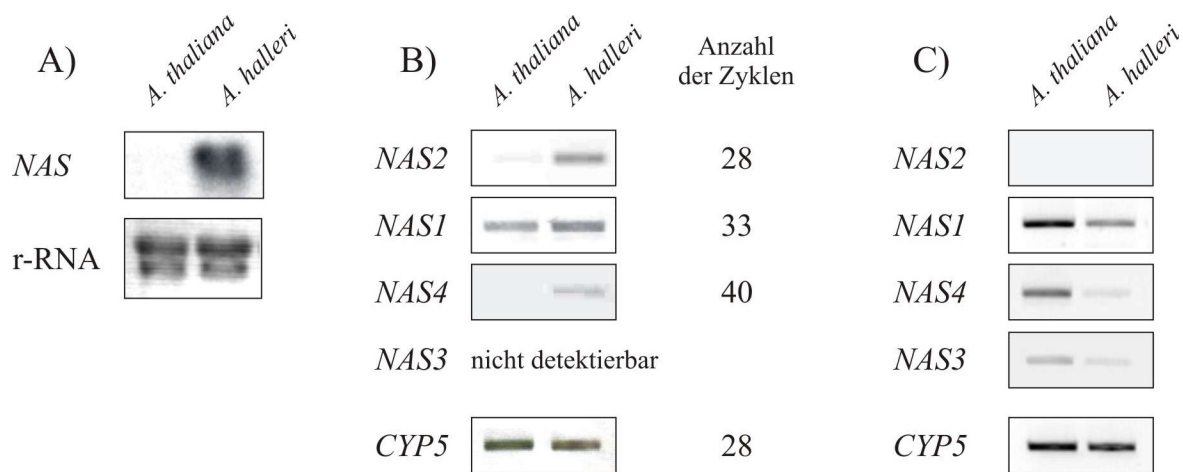 A)
A. thaliana
A. halleri
NAS
r-RNA
B)
A. thaliana
A. halleri
Anzahl
der Zyklen
NAS2
28
NAS1
33
NAS4
40
NAS3 nicht detektierbar
CYP5
28
C)
A. thaliana
A. halleri
NAS2
NAS1
NAS4
NAS3
CYP5